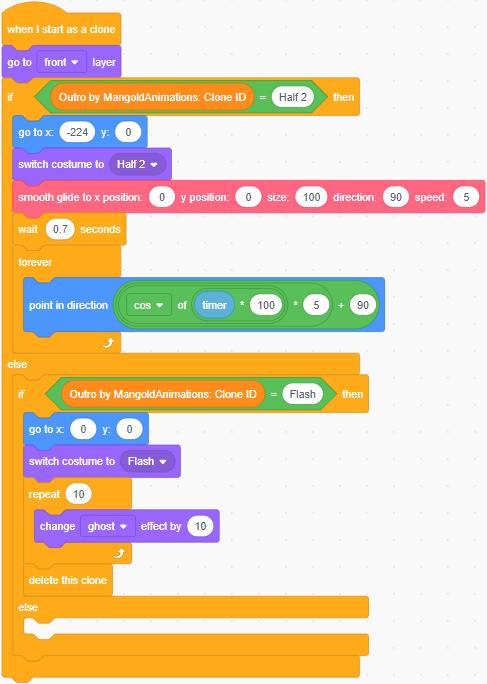 when I start as a clone
go to front layer
if Outro by MangoldAnimations: Clone ID = Half 2 then
go to x: -224 y: 0
switch costume to Half 2
smooth glide to x position: 0 y position: 0 size: 100 direction: 90 speed: 5
wait 0.7 seconds
forever
point in direction cos of timer * 100 * 5 + 90
else
if Outro by MangoldAnimations: Clone ID = Flash then
go to x: 0 y: 0
switch costume to Flash
repeat 10
change ghost effect by 10
delete this clone
else